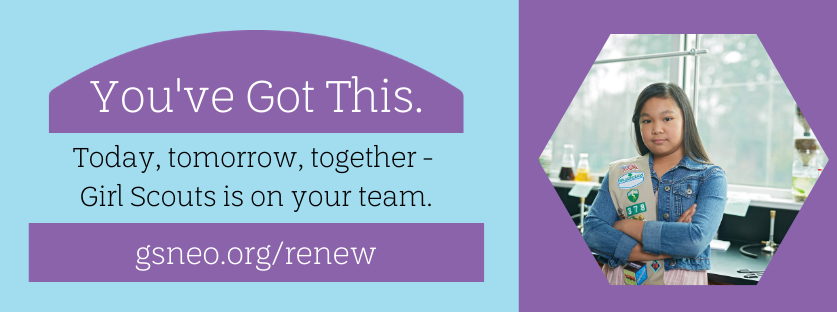 You've Got This.
Today, tomorrow, together -
Girl Scouts is on your team.
gsneo.org/renew